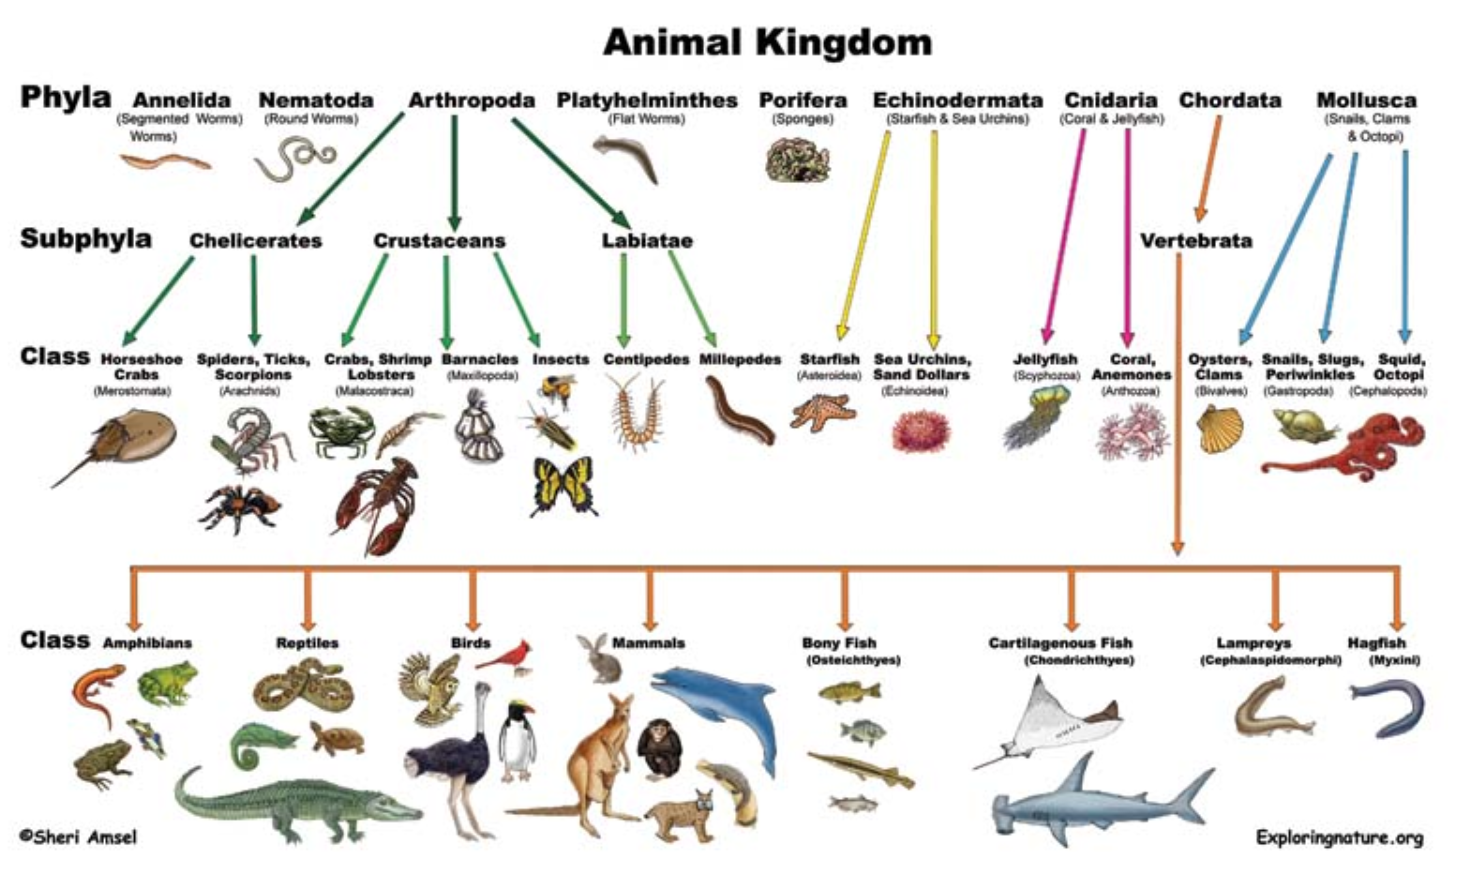 Animal Kingdom
Phyla Annelida Nematoda Arthropoda Platyhelminthes Porifera Echinodermata Cnidaria Chordata Mollusca
(Segmented Worms) (Round Worms) (Flat Worms) (Sponges) (Starfish & Sea Urchins) (Coral & Jellyfish) (Snails, Clams
Worms) & Octopi)
Subphyla Chelicerates Crustaceans Labiatae Vertebrata
Class Horseshoe Spiders, Ticks, Crabs, Shrimp Barnacles Insects Centipedes Millepedes Starfish Sea Urchins, Jellyfish Coral, Oysters, Snails, Slugs, Squid,
Crabs Scorpions Lobsters (Maxillopoda) (Asteroidea) Sand Dollars (Scyphozoa) Anemones Clams Periwinkles Octopi
(Merostomata) (Arachnids) (Malacostraca) (Echinoidea) (Anthozoa) (Bivalves) (Gastropoda) (Cephalopods)
Class Amphibians Reptiles Birds Mammals Bony Fish Cartilagenous Fish Lampreys Hagfish
(Osteichthyes) (Chondrichthyes) (Cephalaspidomorphi) (Myxini)
©Sheri Amsel Exploringnature.org